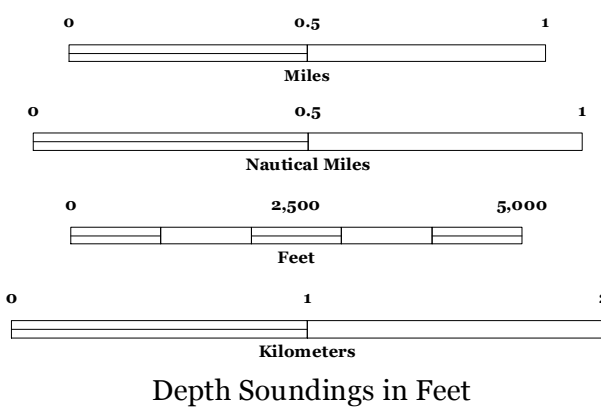 0 0.5 1
Miles
0 0.5 1
Nautical Miles
0 2,500 5,000
Feet
0 1
Kilometers
Depth Soundings in Feet